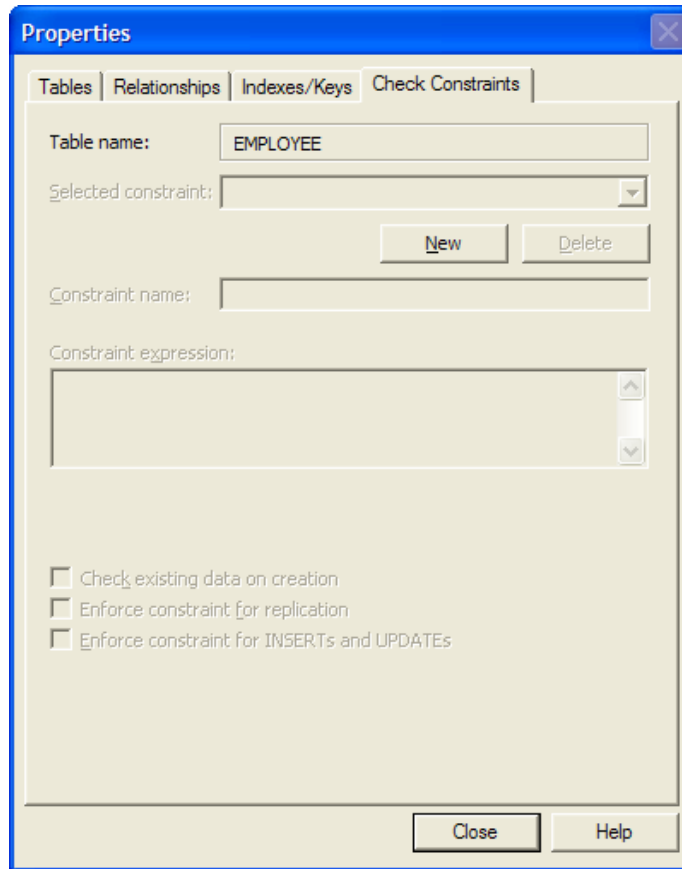 Properties
Tables Relationships Indexes/Keys Check Constraints
Table name: EMPLOYEE
Selected constraint:
New Delete
Constraint name:
Constraint expression:
Check existing data on creation
Enforce constraint for replication
Enforce constraint for INSERTs and UPDATEs
Close Help